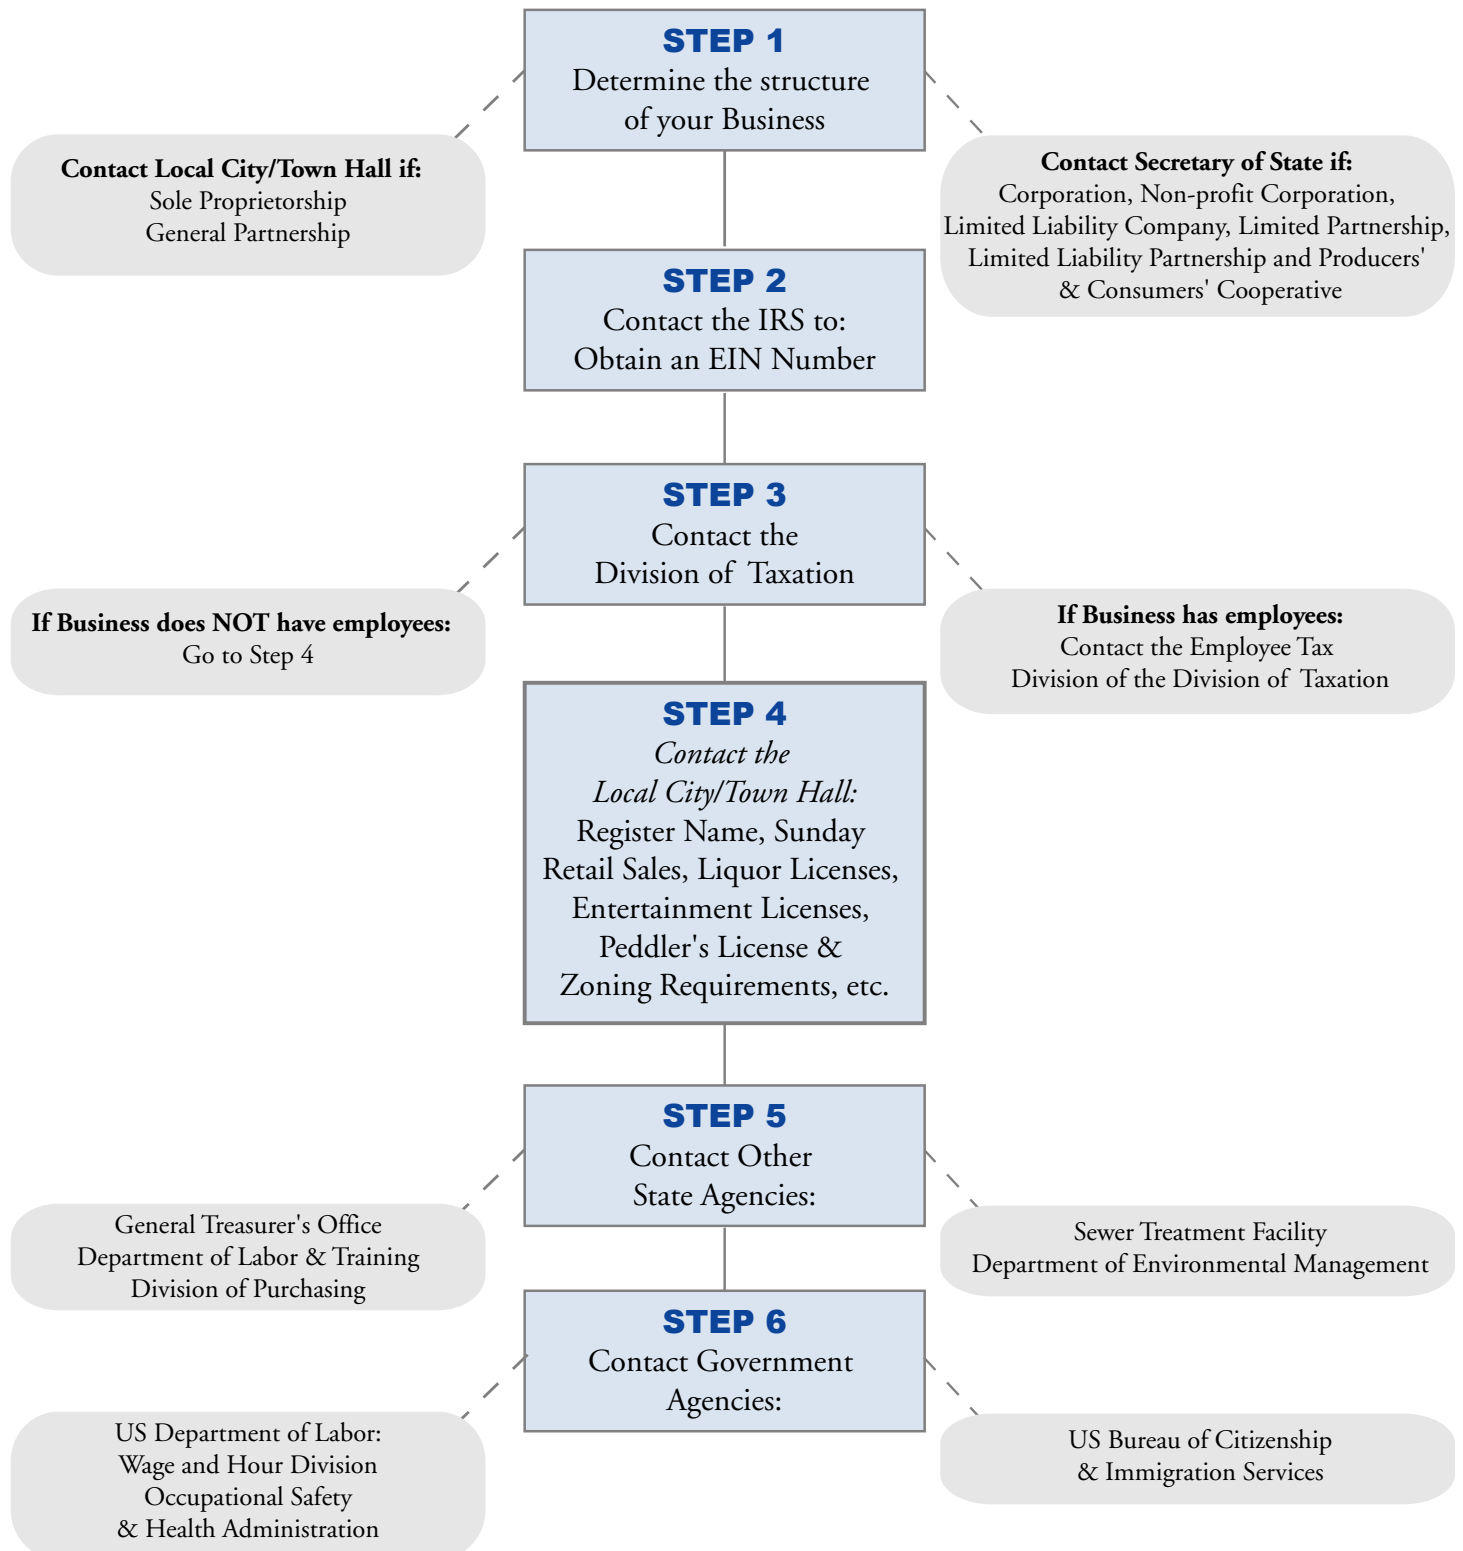 STEP 1
Determine the structure
of your Business
Contact Local City/Town Hall if:
Sole Proprietorship
General Partnership
Contact Secretary of State if:
Corporation, Non-profit Corporation,
Limited Liability Company, Limited Partnership,
Limited Liability Partnership and Producers'
& Consumers' Cooperative
STEP 2
Contact the IRS to:
Obtain an EIN Number
STEP 3
Contact the
Division of Taxation
If Business does NOT have employees:
Go to Step 4
If Business has employees:
Contact the Employee Tax
Division of the Division of Taxation
STEP 4
Contact the
Local City/Town Hall:
Register Name, Sunday
Retail Sales, Liquor Licenses,
Entertainment Licenses,
Peddler's License &
Zoning Requirements, etc.
STEP 5
Contact Other
State Agencies:
General Treasurer's Office
Department of Labor & Training
Division of Purchasing
Sewer Treatment Facility
Department of Environmental Management
STEP 6
Contact Government
Agencies:
US Department of Labor:
Wage and Hour Division
Occupational Safety
& Health Administration
US Bureau of Citizenship
& Immigration Services